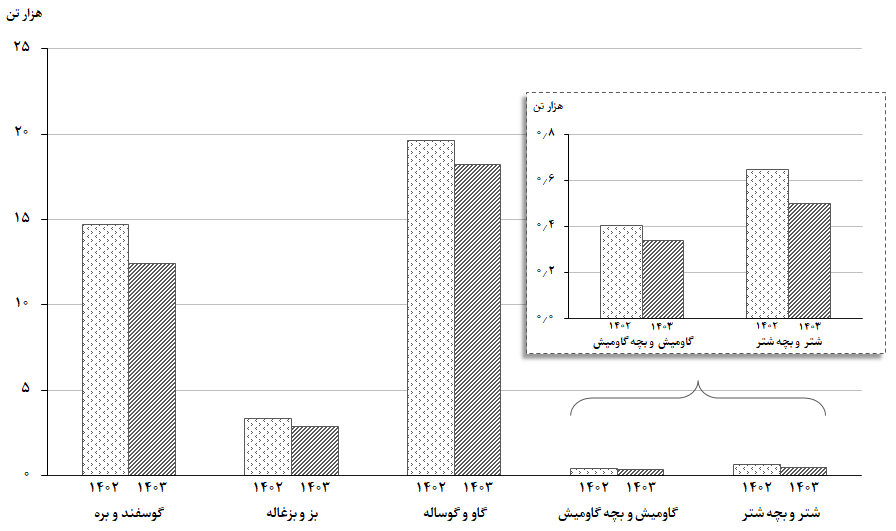 هزار تن
۲۵
۲۰
۱۵
۱۰
۵
۰
۱۴۰۲ ۱۴۰۳
گوسفند و بره
۱۴۰۲ ۱۴۰۳
بز و بزغاله
۱۴۰۲ ۱۴۰۳
گاو و گوساله
۱۴۰۲ ۱۴۰۳
گاومیش و بچه گاومیش
۱۴۰۲ ۱۴۰۳
شتر و بچه شتر
هزار تن
۰٫۸
۰٫۶
۰٫۴
۰٫۲
۰٫۰
۱۴۰۲ ۱۴۰۳
گاومیش و بچه گاومیش
۱۴۰۲ ۱۴۰۳
شتر و بچه شتر